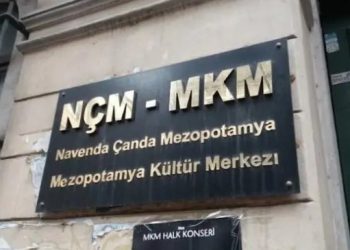 NÇM - MKM
Navenda Çanda Mezopotamya
Mezopotamya Kültür Merkezi
MKM HALK KONSERİ